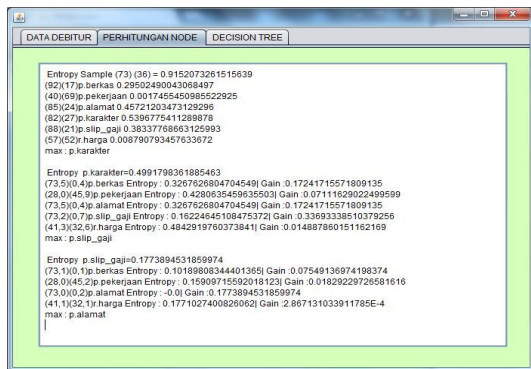 DATA DEBITUR PERHITUNGAN NODE DECISION TREE
Entropy Sample (73) (36) = 0.9152073261515639
(92)(17)p.berkas 0.29502490043068497
(40)(69)p.pekerjaan 0.0017455450985522925
(85)(24)p.alamat 0.45721203473129296
(82)(27)p.karakter 0.5396775411289878
(88)(21)p.slip_gaji 0.38337768663125993
(57)(52)r.harga 0.008790793457633672
max : p.karakter
Entropy p.karakter=0.4991798361885463
(73,5)(0,4)p.berkas Entropy : 0.3267626804704549| Gain :0.17241715571809135
(28,0)(45,9)p.pekerjaan Entropy : 0.4280635459635503| Gain :0.07111629022499599
(73,5)(0,4)p.alamat Entropy : 0.3267626804704549| Gain :0.17241715571809135
(73,2)(0,7)p.slip_gaji Entropy : 0.16224645108475372| Gain :0.33693338510379256
(41,3)(32,6)r.harga Entropy : 0.4842919760373841| Gain :0.014887860151162169
max : p.slip_gaji
Entropy p.slip_gaji=0.1773894531859974
(73,1)(0,1)p.berkas Entropy : 0.10189808344401365| Gain :0.07549136974198374
(28,0)(45,2)p.pekerjaan Entropy : 0.15909715592018123| Gain :0.01829229726581616
(73,0)(0,2)p.alamat Entropy : -0.0| Gain :0.1773894531859974
(41,1)(32,1)r.harga Entropy : 0.1771027400826062| Gain :2.867131033911785E-4
max : p.alamat